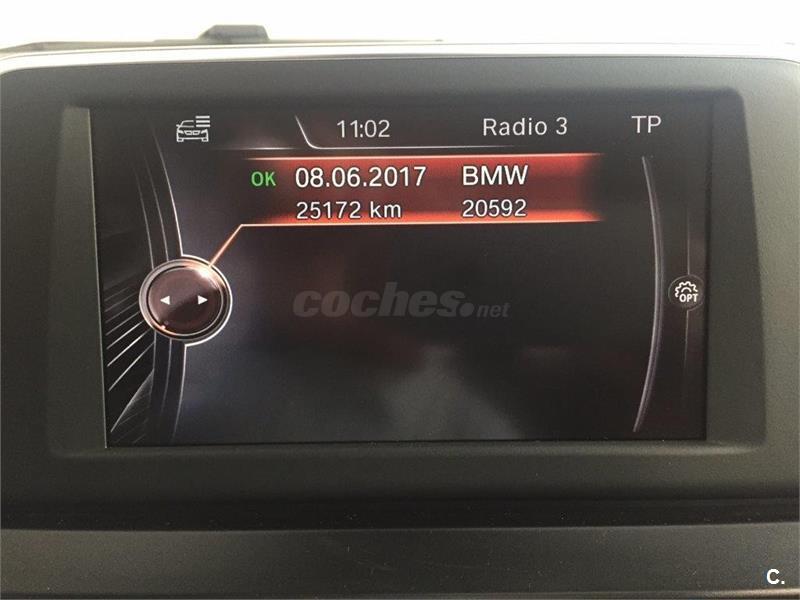 11:02 Radio 3 TP
OK 08.06.2017 BMW
25172 km 20592
coches.net
OPT
C.